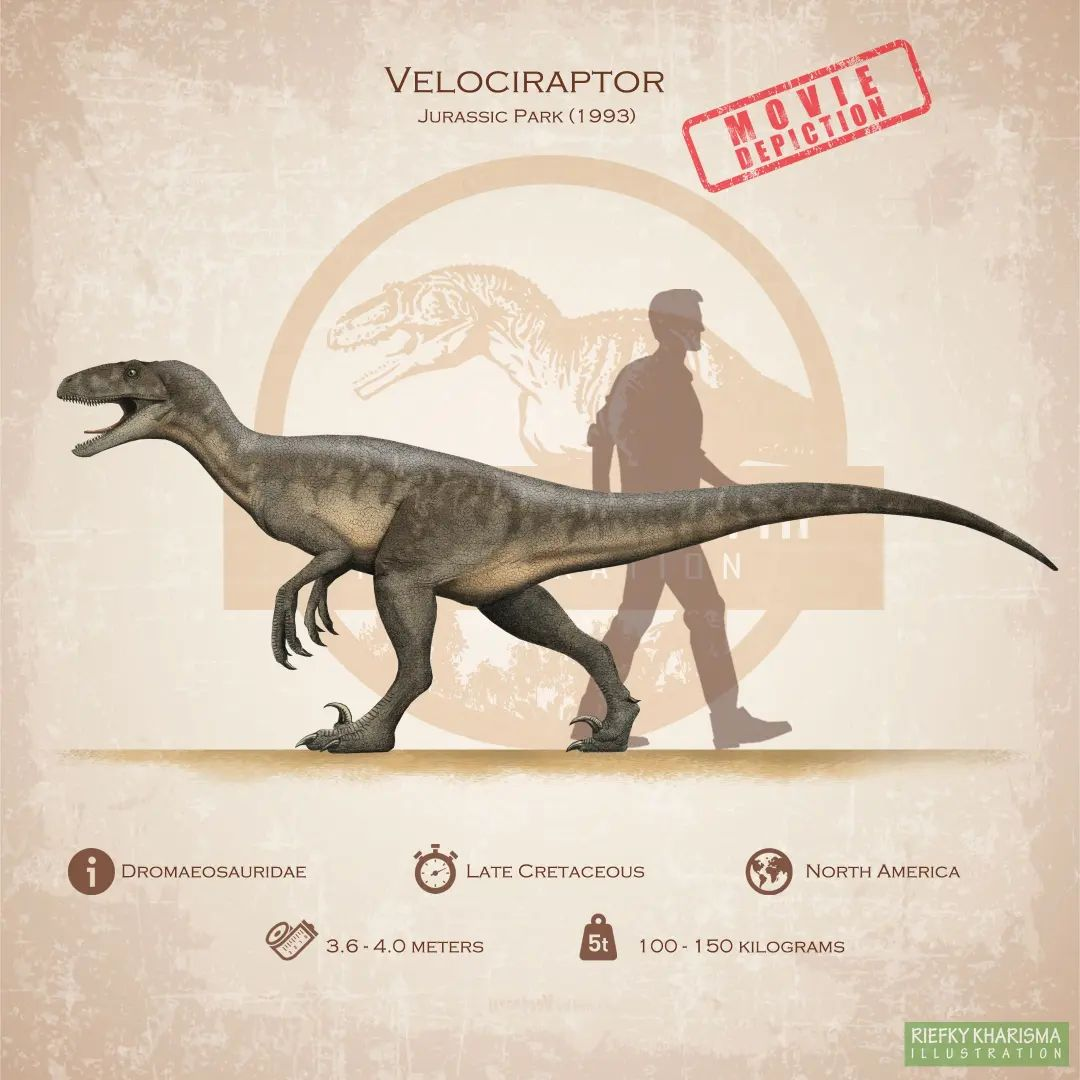 VELOCIRAPTOR
JURASSIC PARK (1993)
MOVIE
DEPICTION
DROMAEOSAURIDAE
LATE CRETACEOUS
NORTH AMERICA
3.6 - 4.0 METERS
5t
100 - 150 KILOGRAMS
RIEFKY KHARISMA
ILLUSTRATION